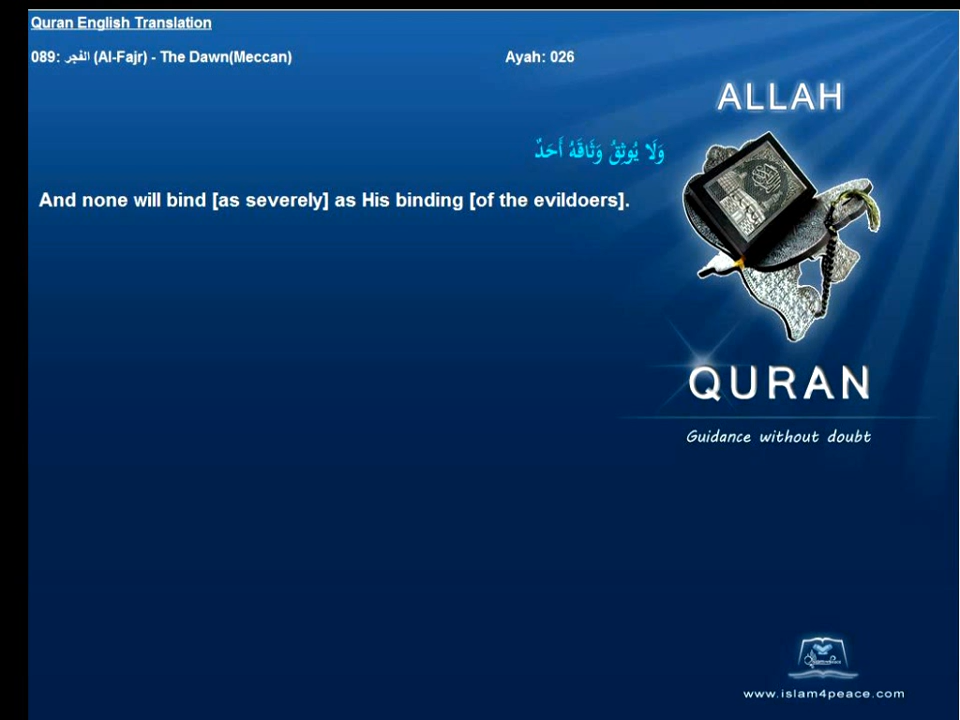 Quran English Translation
089: الفجر (Al-Fajr) - The Dawn(Meccan) Ayah: 026
ALLAH
وَلَا يُوثِقُ وَثَاقَهُ أَحَدٌ
And none will bind [as severely] as His binding [of the evildoers].
QURAN
Guidance without doubt
www.islam4peace.com